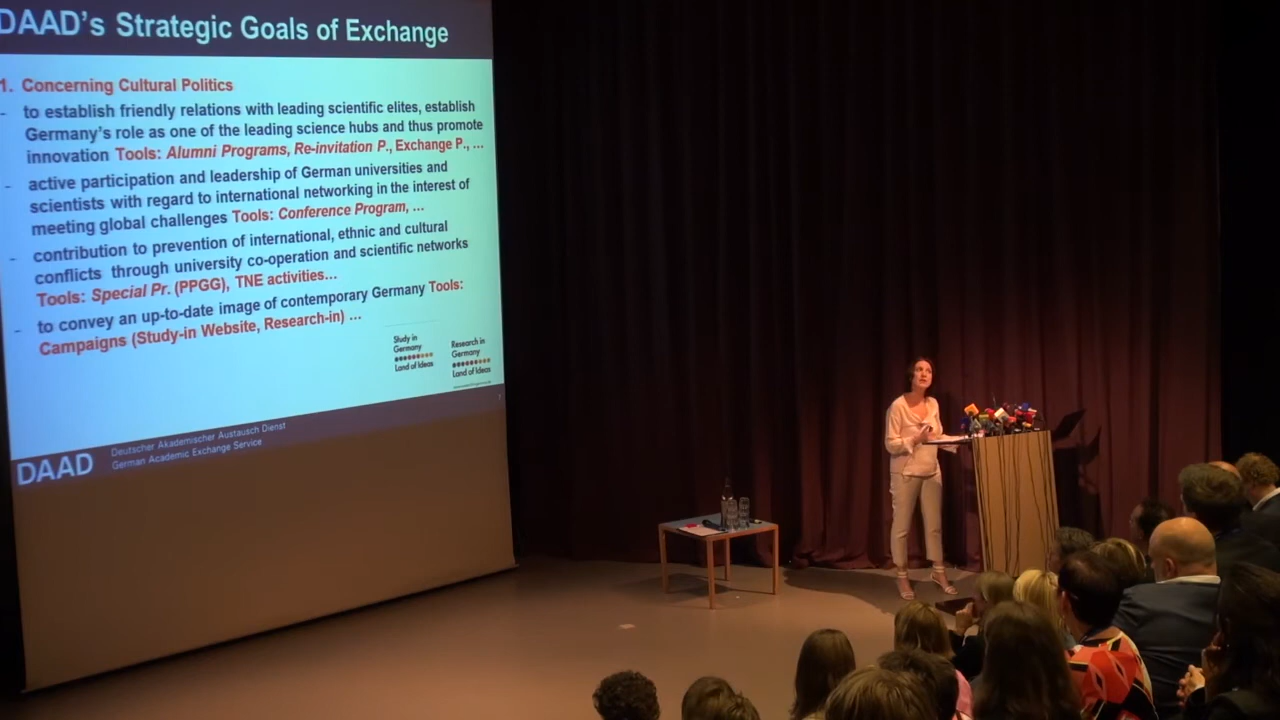 DAAD's Strategic Goals of Exchange
1. Concerning Cultural Politics
- to establish friendly relations with leading scientific elites, establish
Germany's role as one of the leading science hubs and thus promote
innovation Tools: Alumni Programs, Re-invitation P., Exchange P., ...
- active participation and leadership of German universities and
scientists with regard to international networking in the interest of
meeting global challenges Tools: Conference Program, ...
- contribution to prevention of international, ethnic and cultural
conflicts through university co-operation and scientific networks
Tools: Special Pr. (PPGG), TNE activities...
- to convey an up-to-date image of contemporary Germany Tools:
Campaigns (Study-in Website, Research-in) ...
Study in
Germany
Land of Ideas
Research in
Germany
Land of Ideas
DAAD
Deutscher Akademischer Austausch Dienst
German Academic Exchange Service